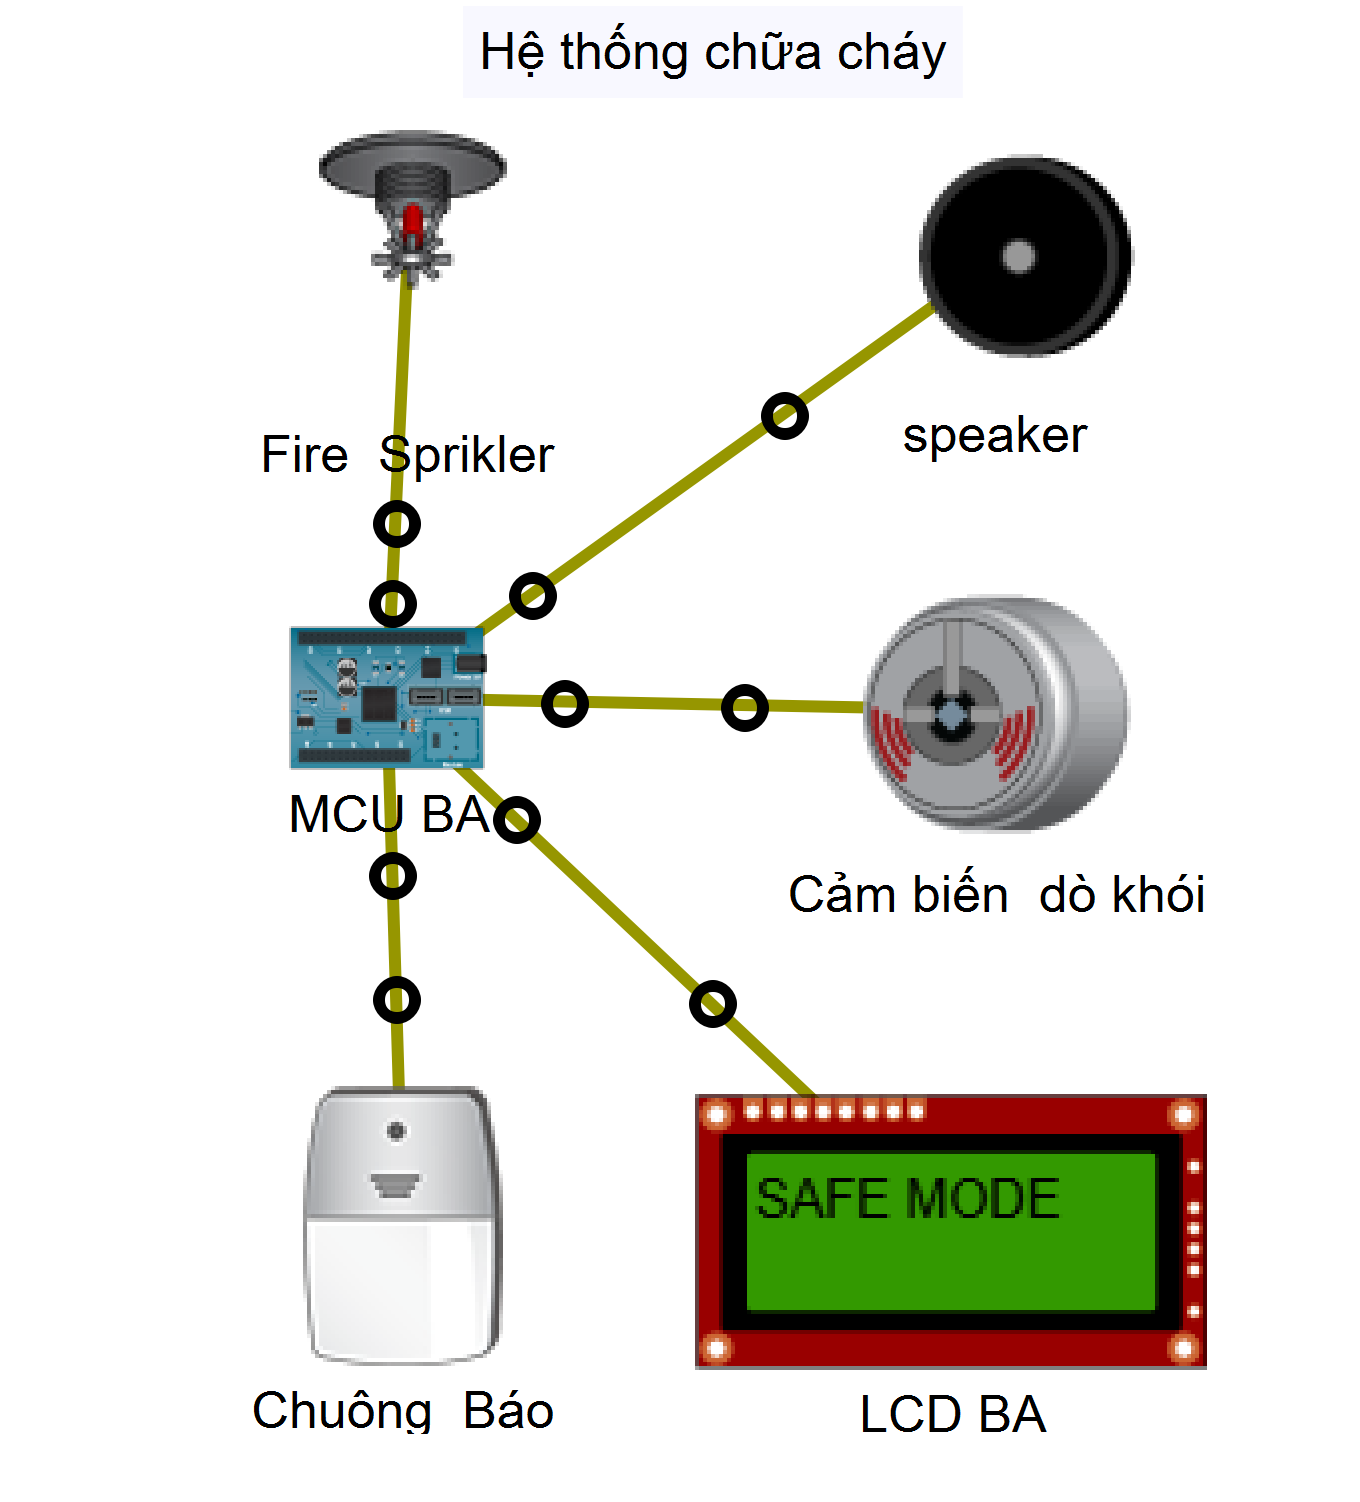 Hệ thống chữa cháy
Fire Sprikler
speaker
MCU BA
Cảm biến dò khói
SAFE MODE
Chuông Báo
LCD BA